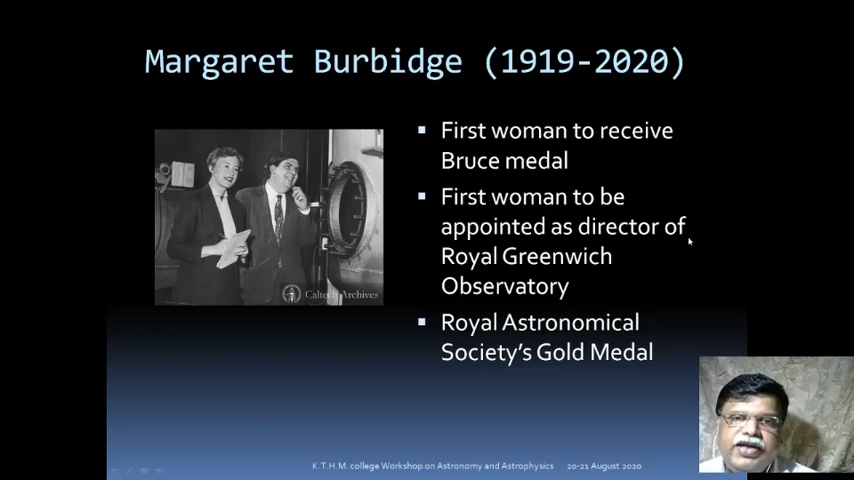 Margaret Burbidge (1919-2020)
First woman to receive
Bruce medal
First woman to be
appointed as director of
Royal Greenwich
Observatory
Royal Astronomical
Society's Gold Medal
Caltech Archives
K.T.H.M. college Workshop on Astronomy and Astrophysics 20-21 August 2020